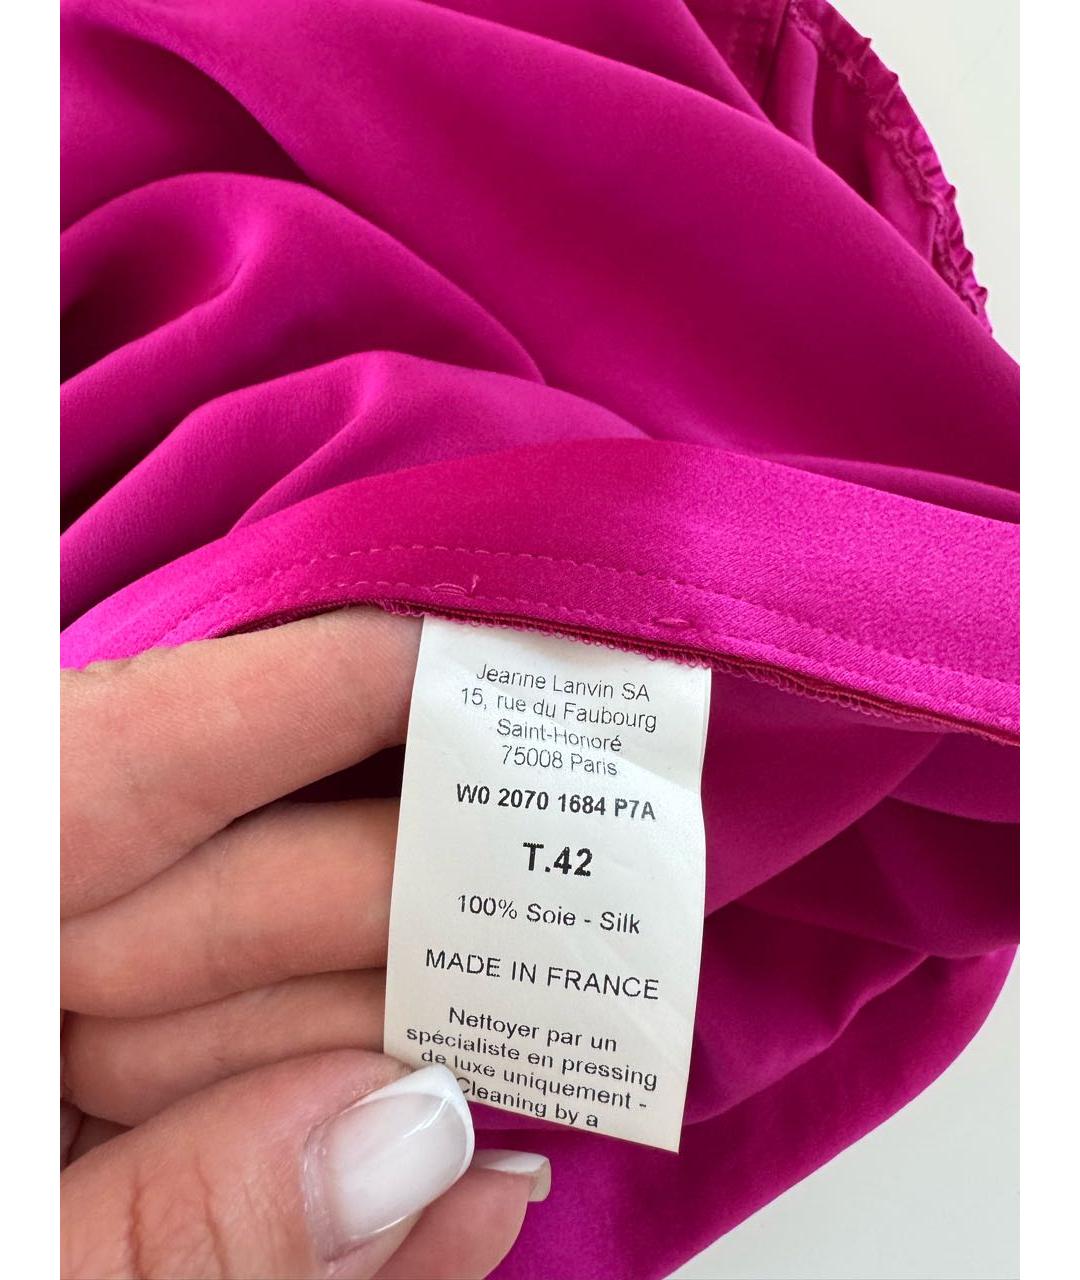 Jeanne Lanvin SA
15, rue du Faubourg
Saint-Honoré
75008 Paris
W0 2070 1684 P7A
T.42
100% Soie - Silk
MADE IN FRANCE
Nettoyer par un
spécialiste en pressing
de luxe uniquement -
Cleaning by a